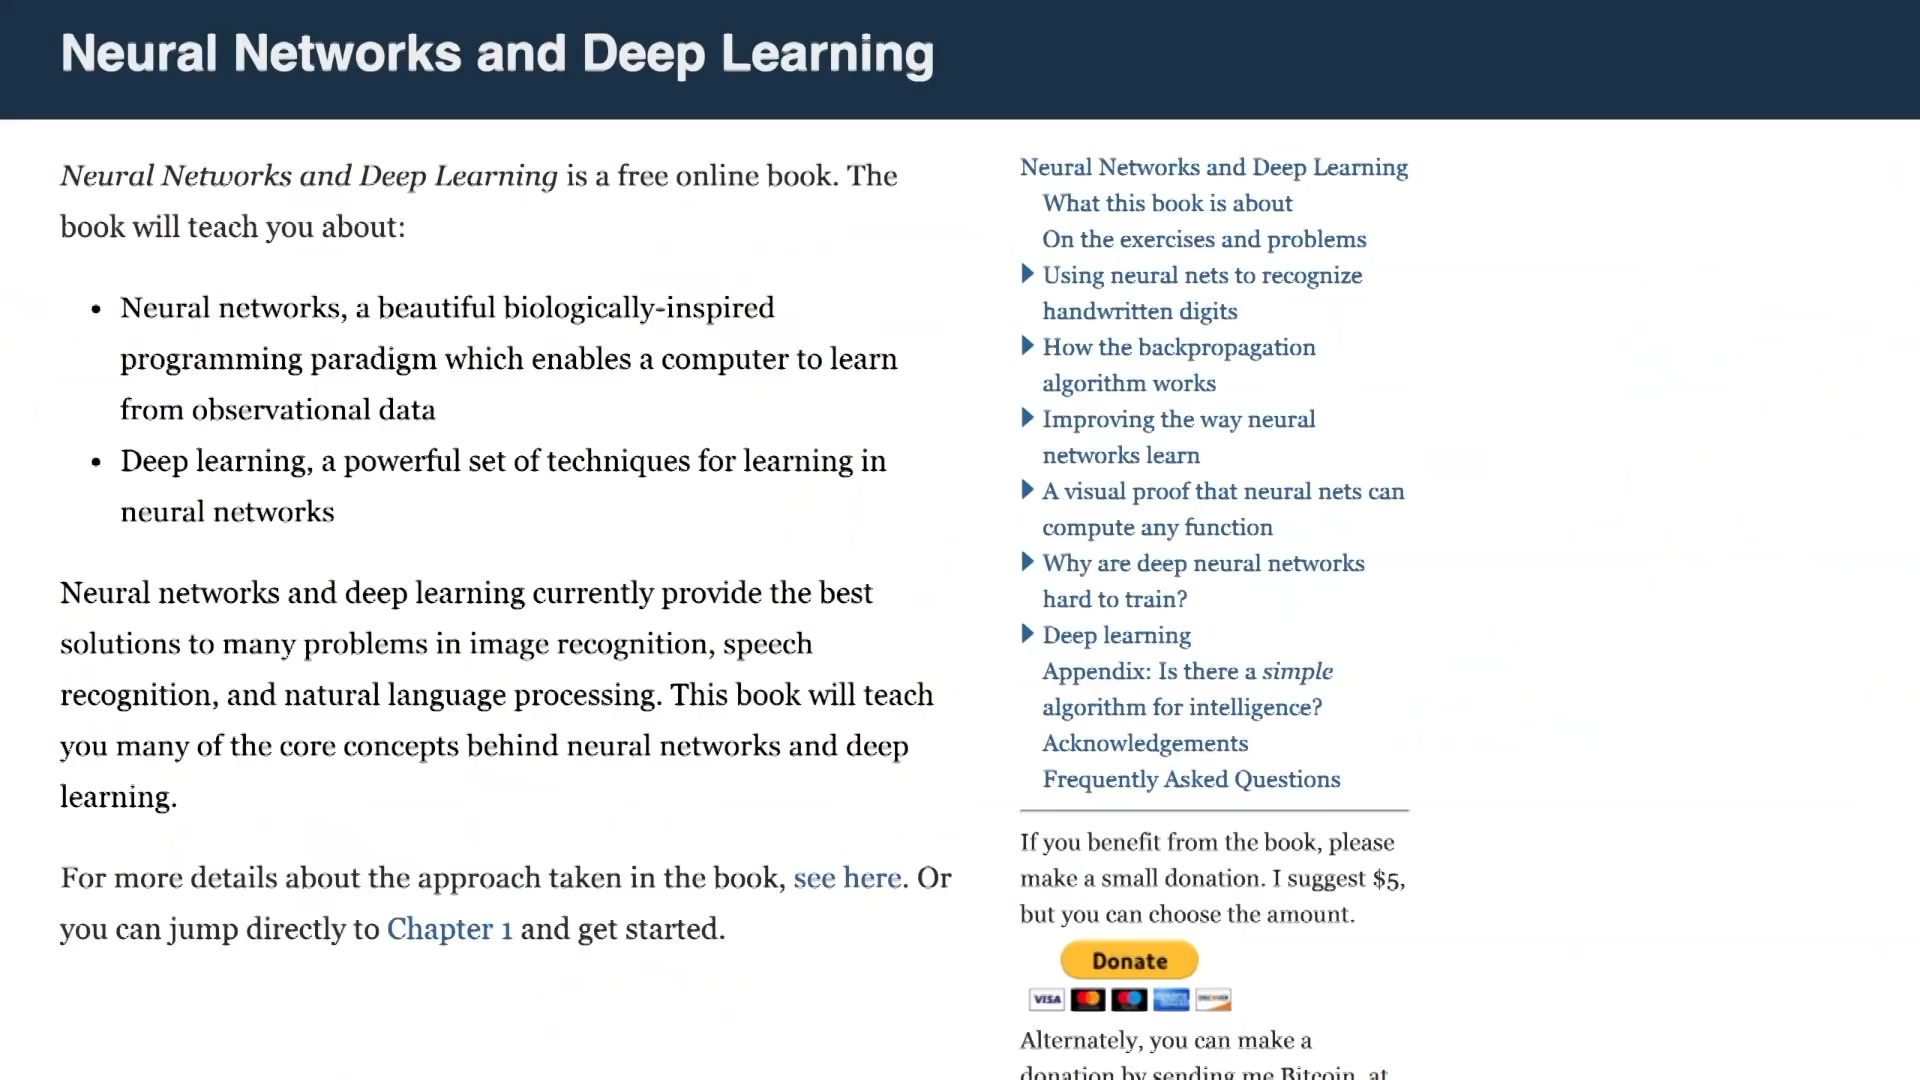 Neural Networks and Deep Learning
Neural Networks and Deep Learning is a free online book. The
book will teach you about:
• Neural networks, a beautiful biologically-inspired
programming paradigm which enables a computer to learn
from observational data
• Deep learning, a powerful set of techniques for learning in
neural networks
Neural networks and deep learning currently provide the best
solutions to many problems in image recognition, speech
recognition, and natural language processing. This book will teach
you many of the core concepts behind neural networks and deep
learning.
For more details about the approach taken in the book, see here. Or
you can jump directly to Chapter 1 and get started.
Neural Networks and Deep Learning
What this book is about
On the exercises and problems
Using neural nets to recognize
handwritten digits
How the backpropagation
algorithm works
Improving the way neural
networks learn
A visual proof that neural nets can
compute any function
Why are deep neural networks
hard to train?
Deep learning
Appendix: Is there a simple
algorithm for intelligence?
Acknowledgements
Frequently Asked Questions
If you benefit from the book, please
make a small donation. I suggest $5,
but you can choose the amount.
Donate
VISA DISCOVER
Alternately, you can make a
donation by sending me Bitcoin, at